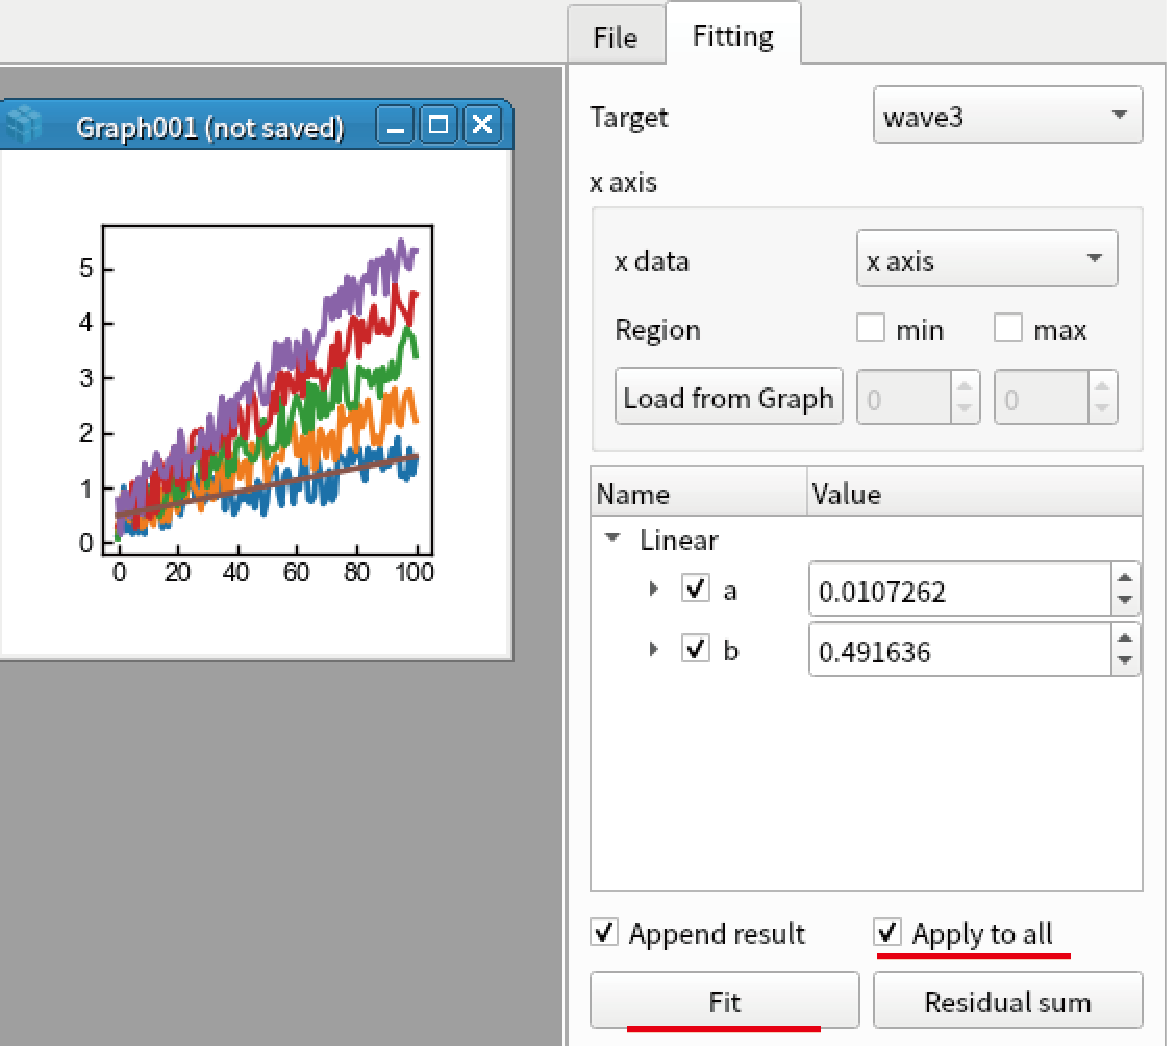 File Fitting
Graph001 (not saved)
Target wave3
x axis
x data x axis
Region min max
Load from Graph 0 0
Name Value
Linear
a 0.0107262
b 0.491636
5
4
3
2
1
0
0 20 40 60 80 100
Append result Apply to all
Fit Residual sum